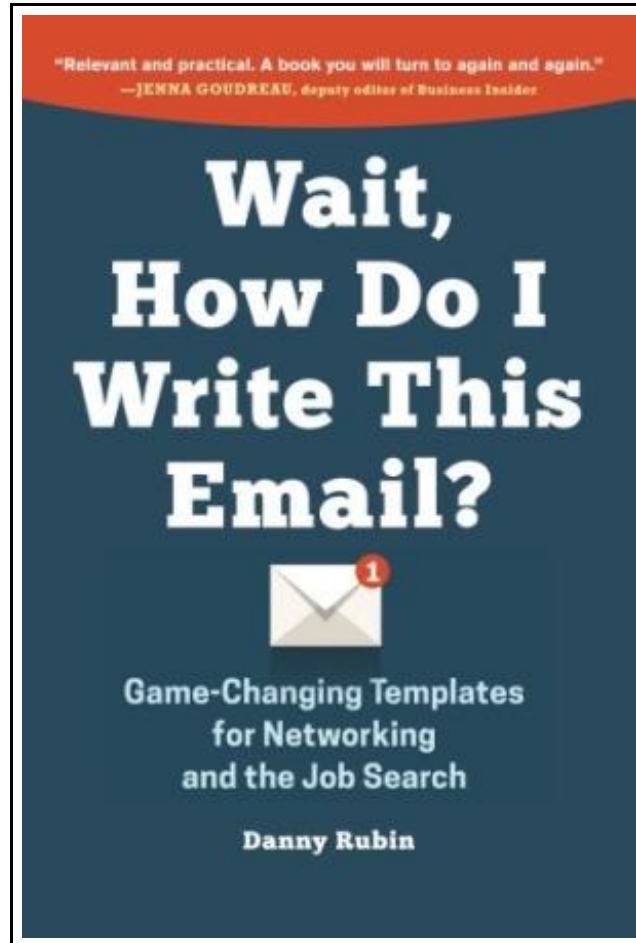 "Relevant and practical. A book you will turn to again and again."
—JENNA GOUDREAU, deputy editor of Business Insider
Wait,
How Do I
Write This
Email?
1
Game-Changing Templates
for Networking
and the Job Search
Danny Rubin